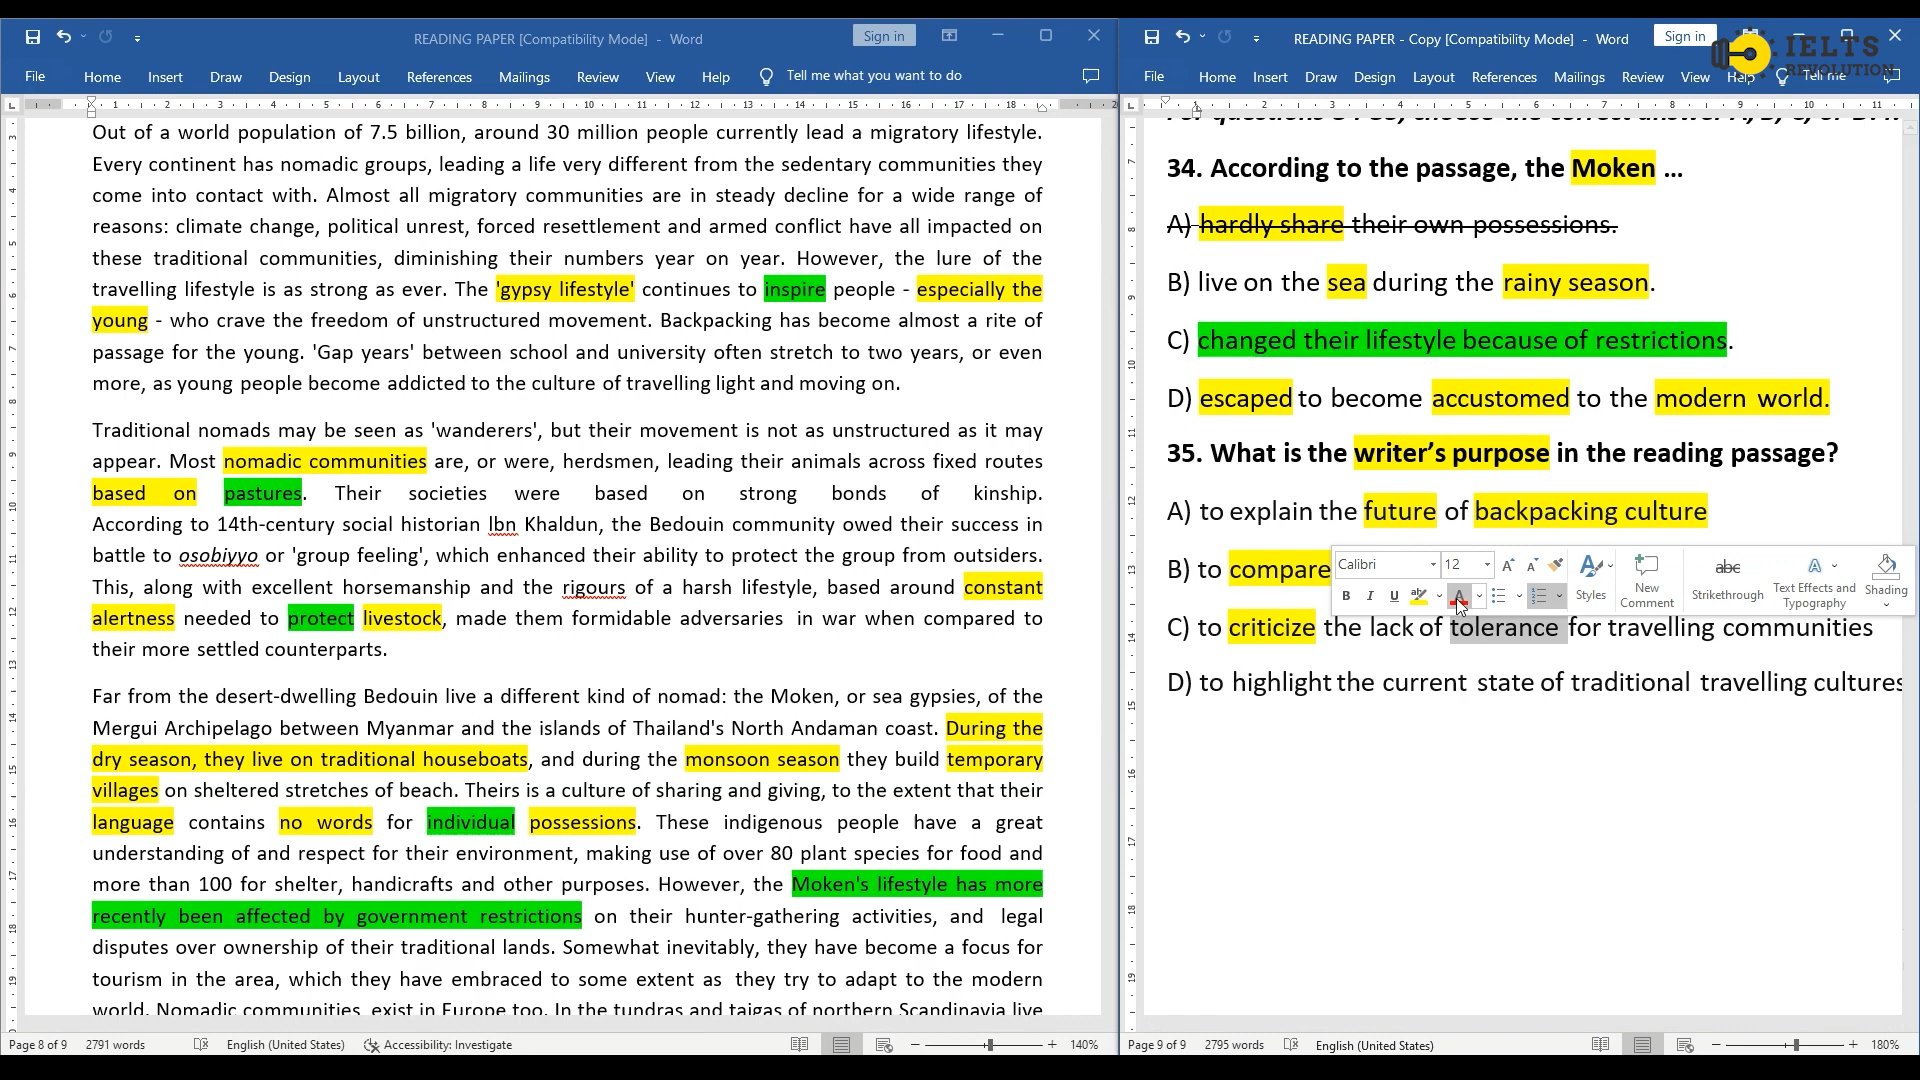 READING PAPER [Compatibility Mode] - Word
Sign in
File Home Insert Draw Design Layout References Mailings Review View Help Tell me what you want to do
Out of a world population of 7.5 billion, around 30 million people currently lead a migratory lifestyle.
Every continent has nomadic groups, leading a life very different from the sedentary communities they
come into contact with. Almost all migratory communities are in steady decline for a wide range of
reasons: climate change, political unrest, forced resettlement and armed conflict have all impacted on
these traditional communities, diminishing their numbers year on year. However, the lure of the
travelling lifestyle is as strong as ever. The 'gypsy lifestyle' continues to inspire people - especially the
young - who crave the freedom of unstructured movement. Backpacking has become almost a rite of
passage for the young. 'Gap years' between school and university often stretch to two years, or even
more, as young people become addicted to the culture of travelling light and moving on.
Traditional nomads may be seen as 'wanderers', but their movement is not as unstructured as it may
appear. Most nomadic communities are, or were, herdsmen, leading their animals across fixed routes
based on pastures. Their societies were based on strong bonds of kinship.
According to 14th-century social historian lbn Khaldun, the Bedouin community owed their success in
battle to osobiyyo or 'group feeling', which enhanced their ability to protect the group from outsiders.
This, along with excellent horsemanship and the rigours of a harsh lifestyle, based around constant
alertness needed to protect livestock, made them formidable adversaries in war when compared to
their more settled counterparts.
Far from the desert-dwelling Bedouin live a different kind of nomad: the Moken, or sea gypsies, of the
Mergui Archipelago between Myanmar and the islands of Thailand's North Andaman coast. During the
dry season, they live on traditional houseboats, and during the monsoon season they build temporary
villages on sheltered stretches of beach. Theirs is a culture of sharing and giving, to the extent that their
language contains no words for individual possessions. These indigenous people have a great
understanding of and respect for their environment, making use of over 80 plant species for food and
more than 100 for shelter, handicrafts and other purposes. However, the Moken's lifestyle has more
recently been affected by government restrictions on their hunter-gathering activities, and legal
disputes over ownership of their traditional lands. Somewhat inevitably, they have become a focus for
tourism in the area, which they have embraced to some extent as they try to adapt to the modern
world. Nomadic communities exist in Europe too. In the tundras and taigas of northern Scandinavia live
Page 8 of 9 2791 words English (United States) Accessibility: Investigate 140%
READING PAPER - Copy [Compatibility Mode] - Word
Sign in
IELTS
REVOLUTION
File Home Insert Draw Design Layout References Mailings Review View Help Tell me
34. According to the passage, the Moken ...
A) hardly share their own possessions.
B) live on the sea during the rainy season.
C) changed their lifestyle because of restrictions.
D) escaped to become accustomed to the modern world.
35. What is the writer's purpose in the reading passage?
A) to explain the future of backpacking culture
B) to compare
Calibri 12
B I U Styles New Comment Strikethrough Text Effects and Typography Shading
C) to criticize the lack of tolerance for travelling communities
D) to highlight the current state of traditional travelling cultures
Page 9 of 9 2795 words English (United States) 180%